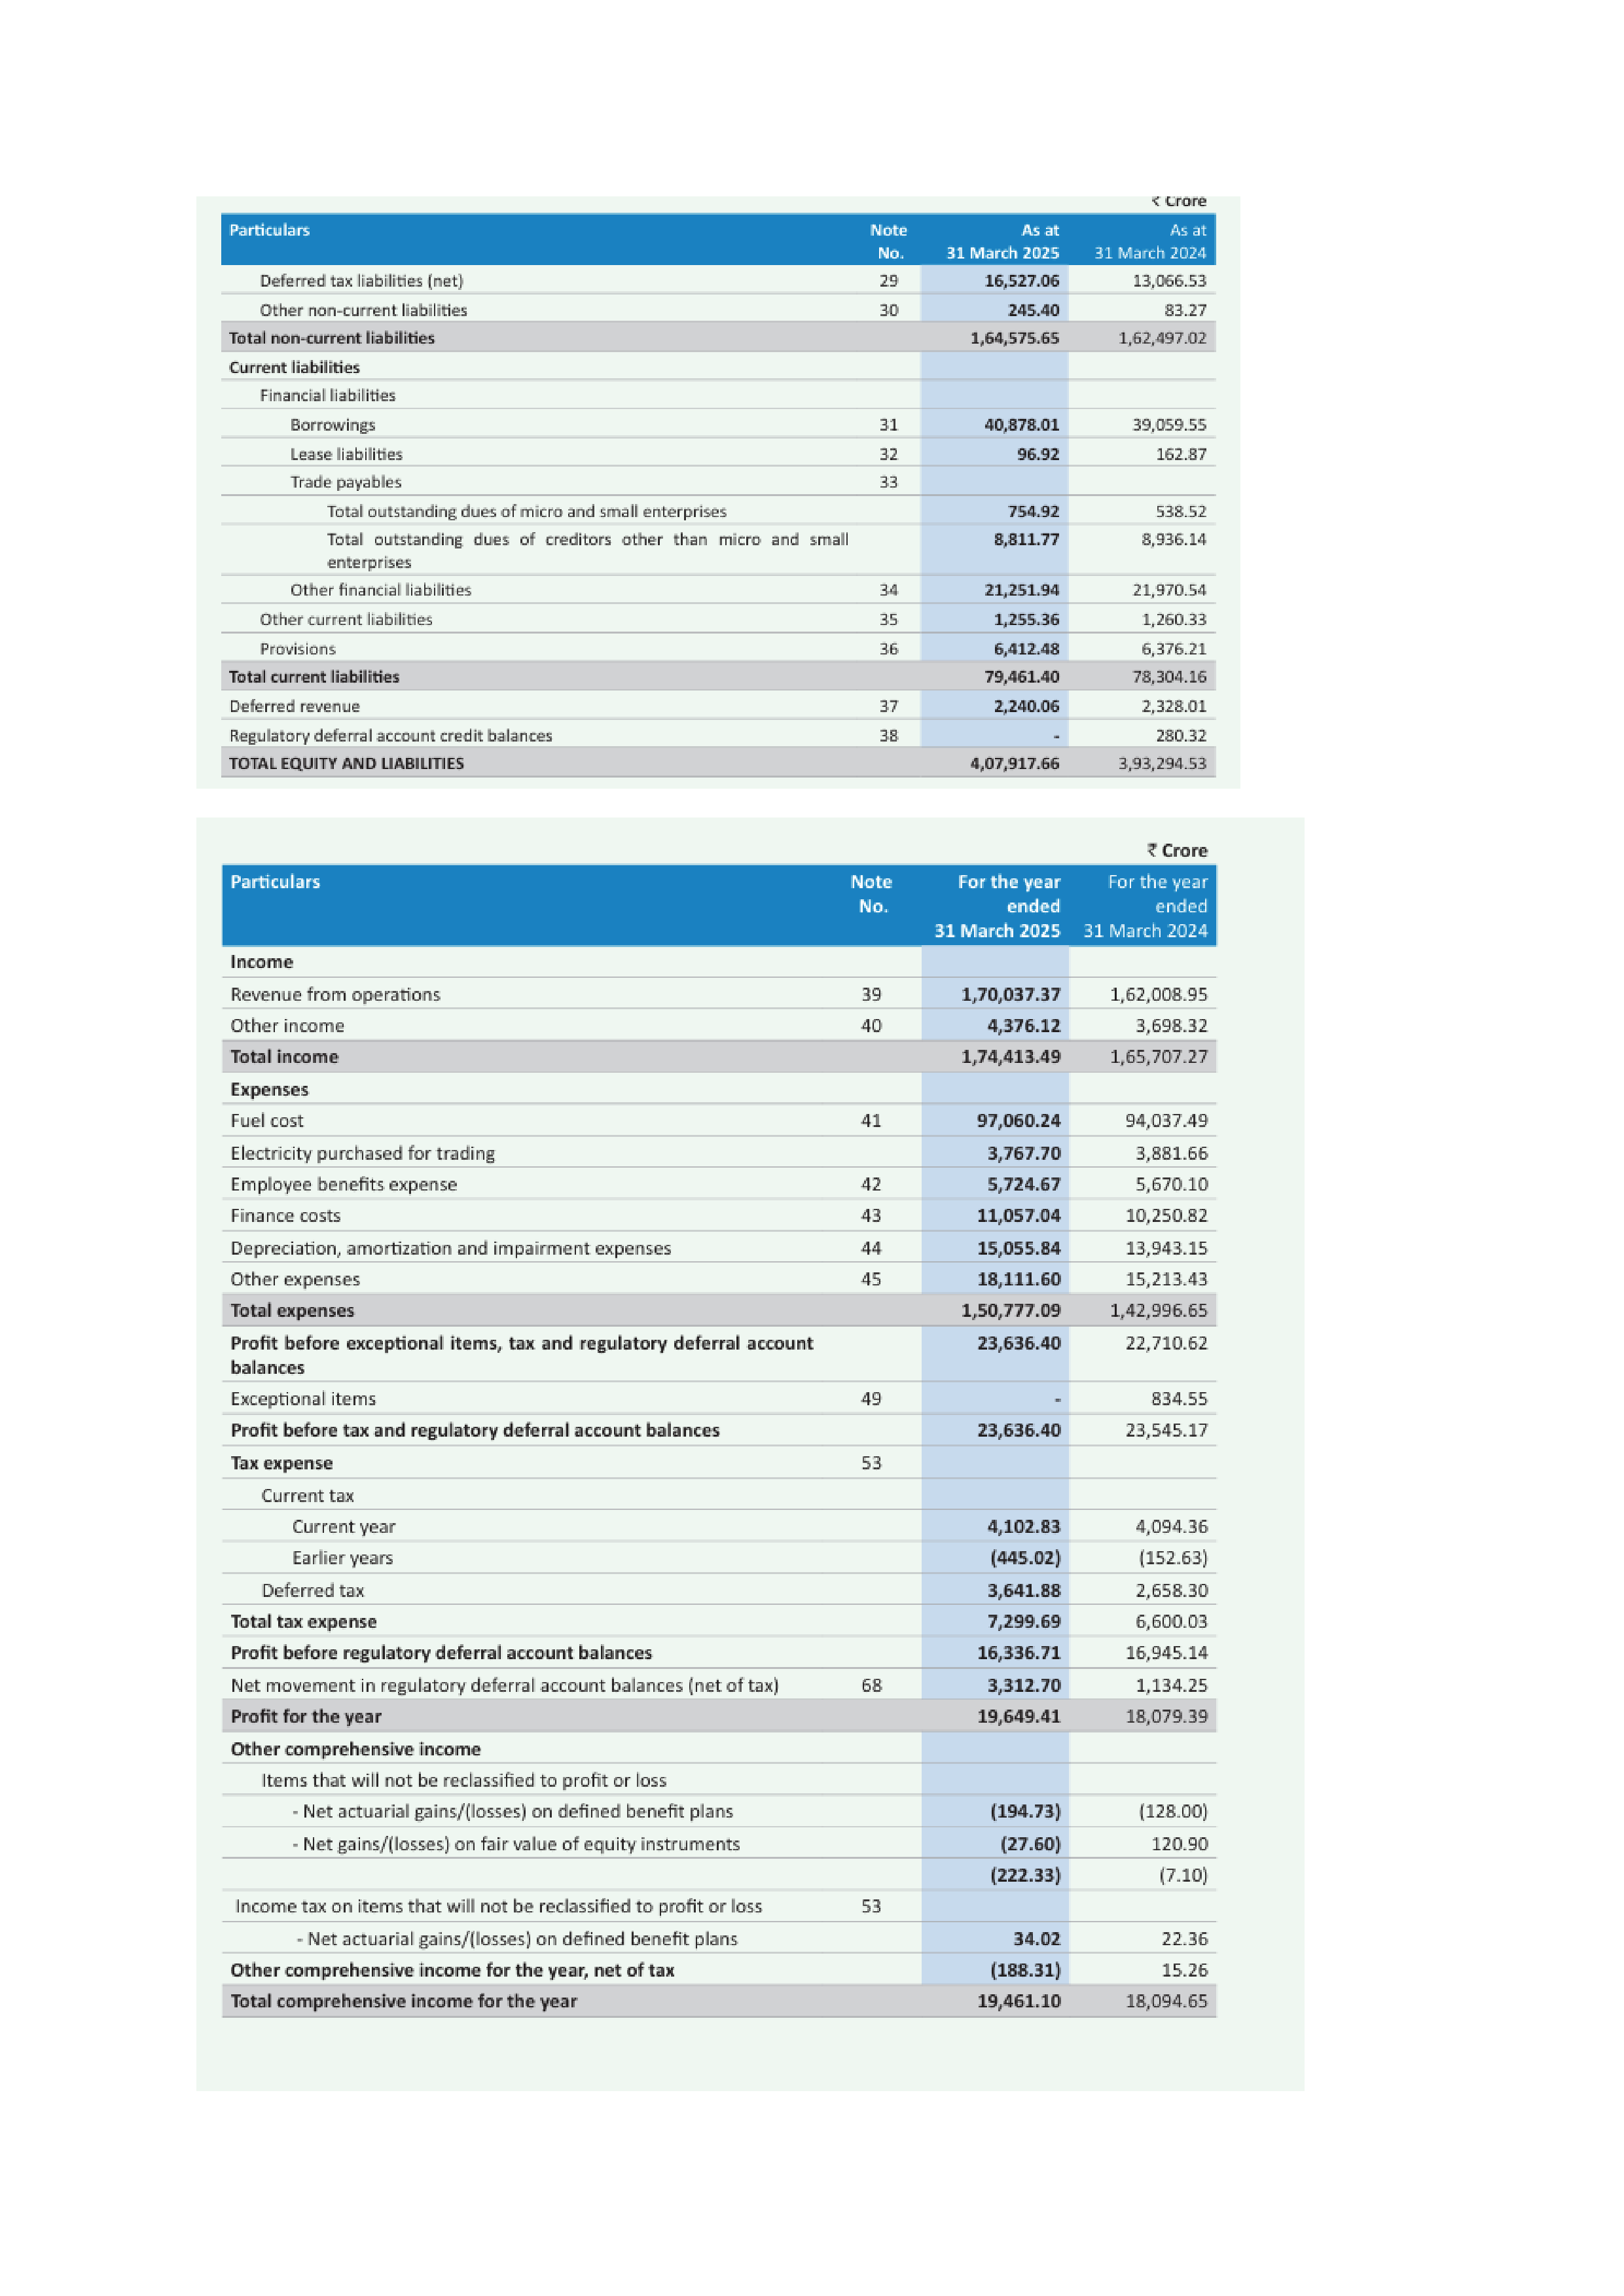 ₹ Crore
Particulars Note No. As at 31 March 2025 As at 31 March 2024
Deferred tax liabilities (net) 29 16,527.06 13,066.53
Other non-current liabilities 30 245.40 83.27
Total non-current liabilities 1,64,575.65 1,62,497.02
Current liabilities
Financial liabilities
Borrowings 31 40,878.01 39,059.55
Lease liabilities 32 96.92 162.87
Trade payables 33
Total outstanding dues of micro and small enterprises 754.92 538.52
Total outstanding dues of creditors other than micro and small enterprises 8,811.77 8,936.14
Other financial liabilities 34 21,251.94 21,970.54
Other current liabilities 35 1,255.36 1,260.33
Provisions 36 6,412.48 6,376.21
Total current liabilities 79,461.40 78,304.16
Deferred revenue 37 2,240.06 2,328.01
Regulatory deferral account credit balances 38 - 280.32
TOTAL EQUITY AND LIABILITIES 4,07,917.66 3,93,294.53
₹ Crore
Particulars Note No. For the year ended 31 March 2025 For the year ended 31 March 2024
Income
Revenue from operations 39 1,70,037.37 1,62,008.95
Other income 40 4,376.12 3,698.32
Total income 1,74,413.49 1,65,707.27
Expenses
Fuel cost 41 97,060.24 94,037.49
Electricity purchased for trading 3,767.70 3,881.66
Employee benefits expense 42 5,724.67 5,670.10
Finance costs 43 11,057.04 10,250.82
Depreciation, amortization and impairment expenses 44 15,055.84 13,943.15
Other expenses 45 18,111.60 15,213.43
Total expenses 1,50,777.09 1,42,996.65
Profit before exceptional items, tax and regulatory deferral account balances 23,636.40 22,710.62
Exceptional items 49 - 834.55
Profit before tax and regulatory deferral account balances 23,636.40 23,545.17
Tax expense 53
Current tax
Current year 4,102.83 4,094.36
Earlier years (445.02) (152.63)
Deferred tax 3,641.88 2,658.30
Total tax expense 7,299.69 6,600.03
Profit before regulatory deferral account balances 16,336.71 16,945.14
Net movement in regulatory deferral account balances (net of tax) 68 3,312.70 1,134.25
Profit for the year 19,649.41 18,079.39
Other comprehensive income
Items that will not be reclassified to profit or loss
- Net actuarial gains/(losses) on defined benefit plans (194.73) (128.00)
- Net gains/(losses) on fair value of equity instruments (27.60) 120.90
(222.33) (7.10)
Income tax on items that will not be reclassified to profit or loss 53
- Net actuarial gains/(losses) on defined benefit plans 34.02 22.36
Other comprehensive income for the year, net of tax (188.31) 15.26
Total comprehensive income for the year 19,461.10 18,094.65